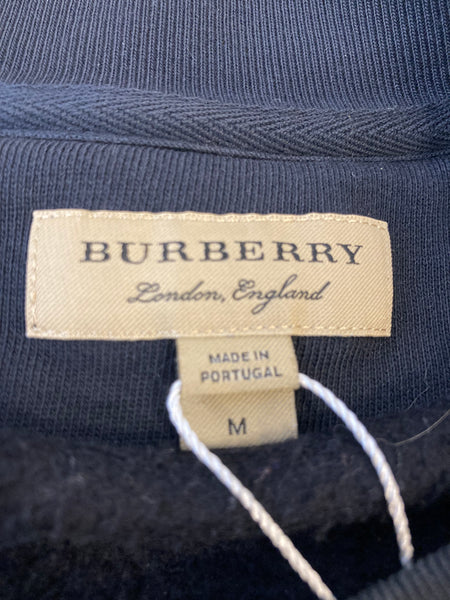 BURBERRY
London, England
MADE IN
PORTUGAL
M